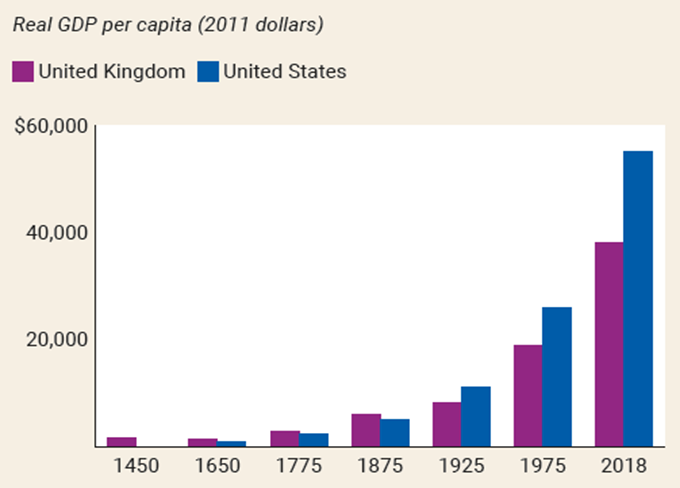 Real GDP per capita (2011 dollars)
United Kingdom United States
$60,000
40,000
20,000
1450 1650 1775 1875 1925 1975 2018